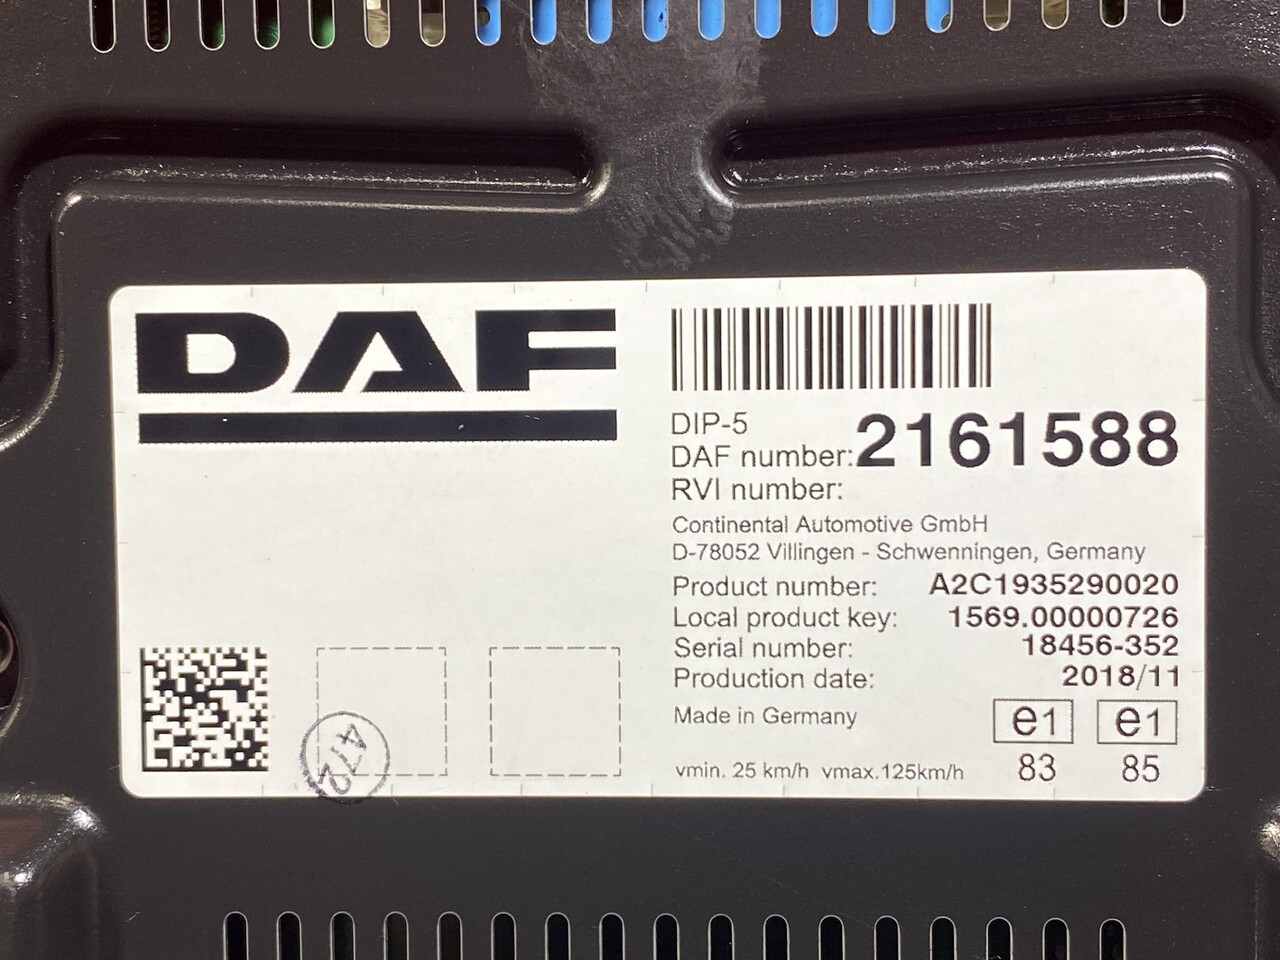 DAF
DIP-5
DAF number:2161588
RVI number:
Continental Automotive GmbH
D-78052 Villingen - Schwenningen, Germany
Product number: A2C1935290020
Local product key: 1569.00000726
Serial number: 18456-352
Production date: 2018/11
Made in Germany e1 e1
83 85
vmin. 25 km/h vmax.125km/h
472